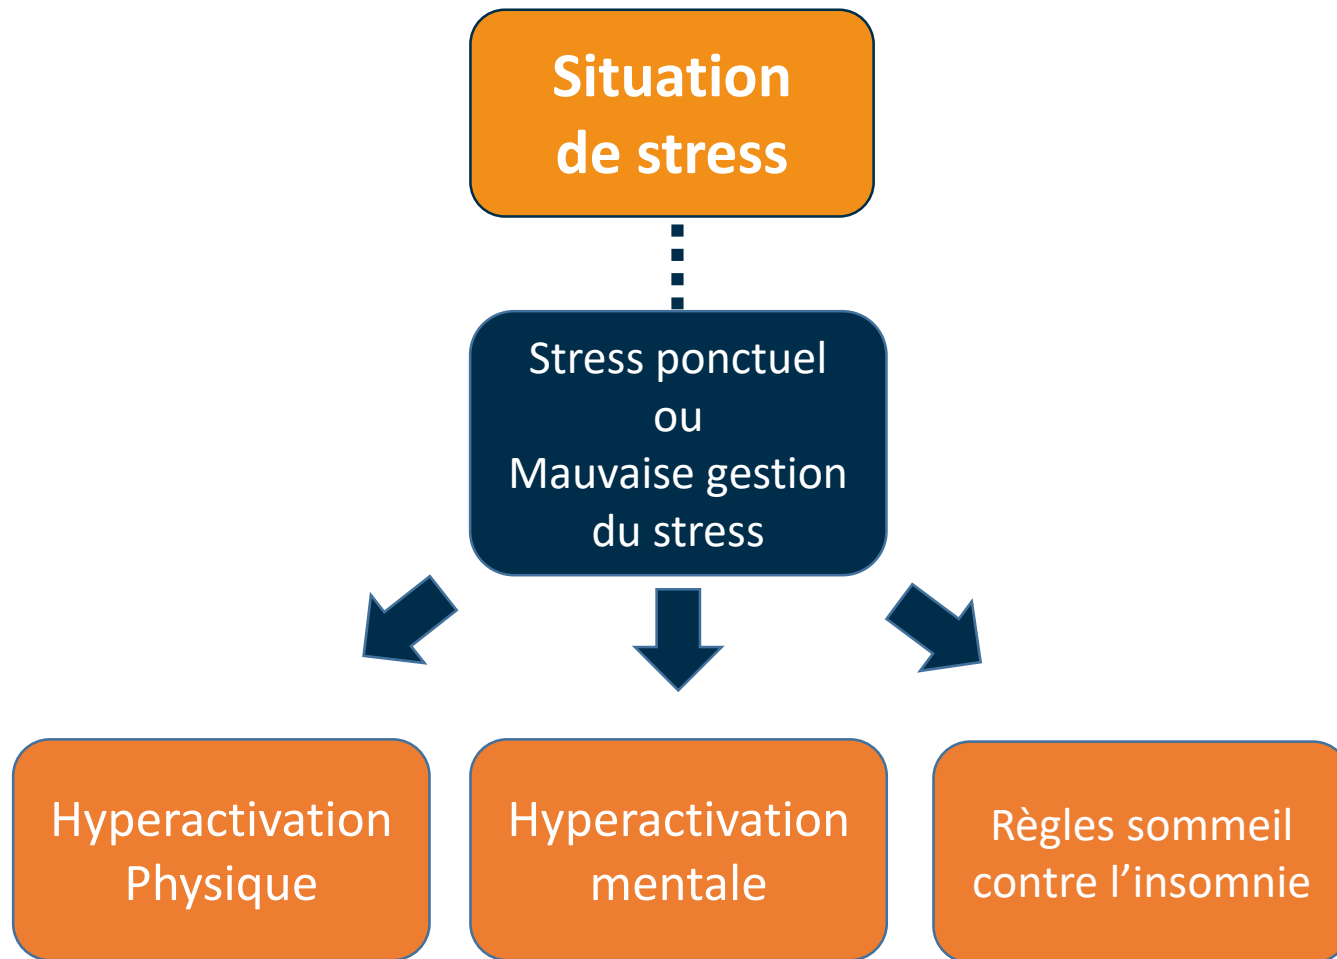 Situation
de stress
Stress ponctuel
ou
Mauvaise gestion
du stress
Hyperactivation
Physique
Hyperactivation
mentale
Règles sommeil
contre l’insomnie